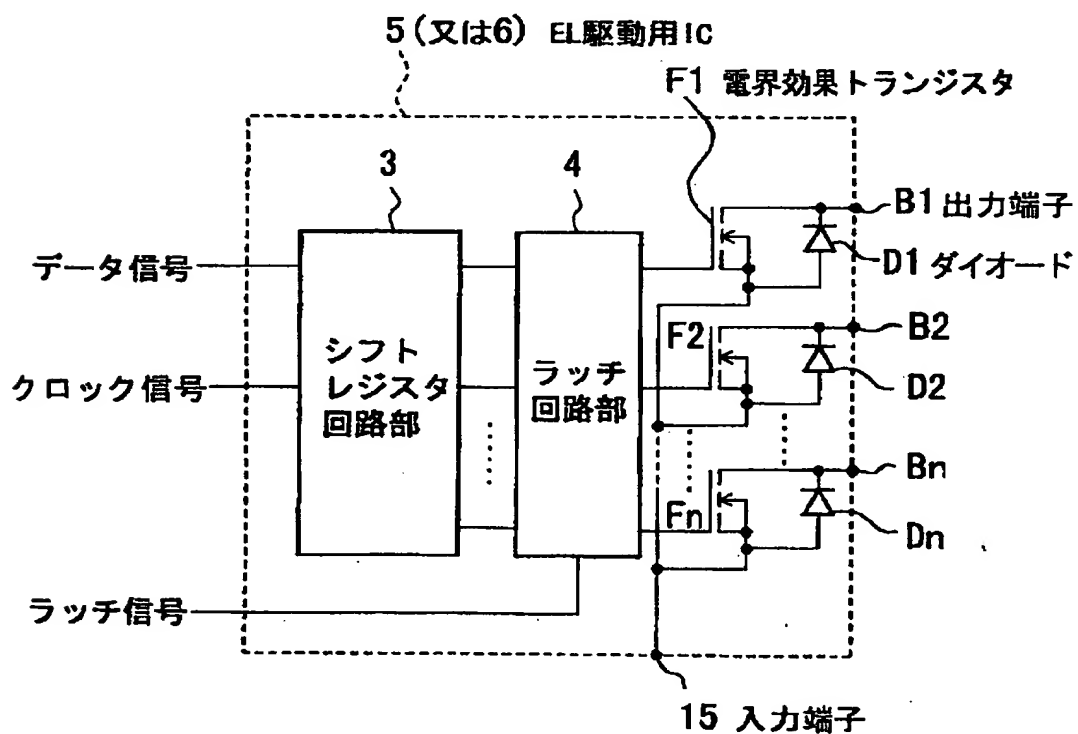 5(又は6) EL駆動用IC
F1 電界効果トランジスタ
3
4
B1 出力端子
D1 ダイオード
データ信号
クロック信号
ラッチ信号
シフト
レジスタ
回路部
ラッチ
回路部
F2
B2
D2
Fn
Bn
Dn
15 入力端子